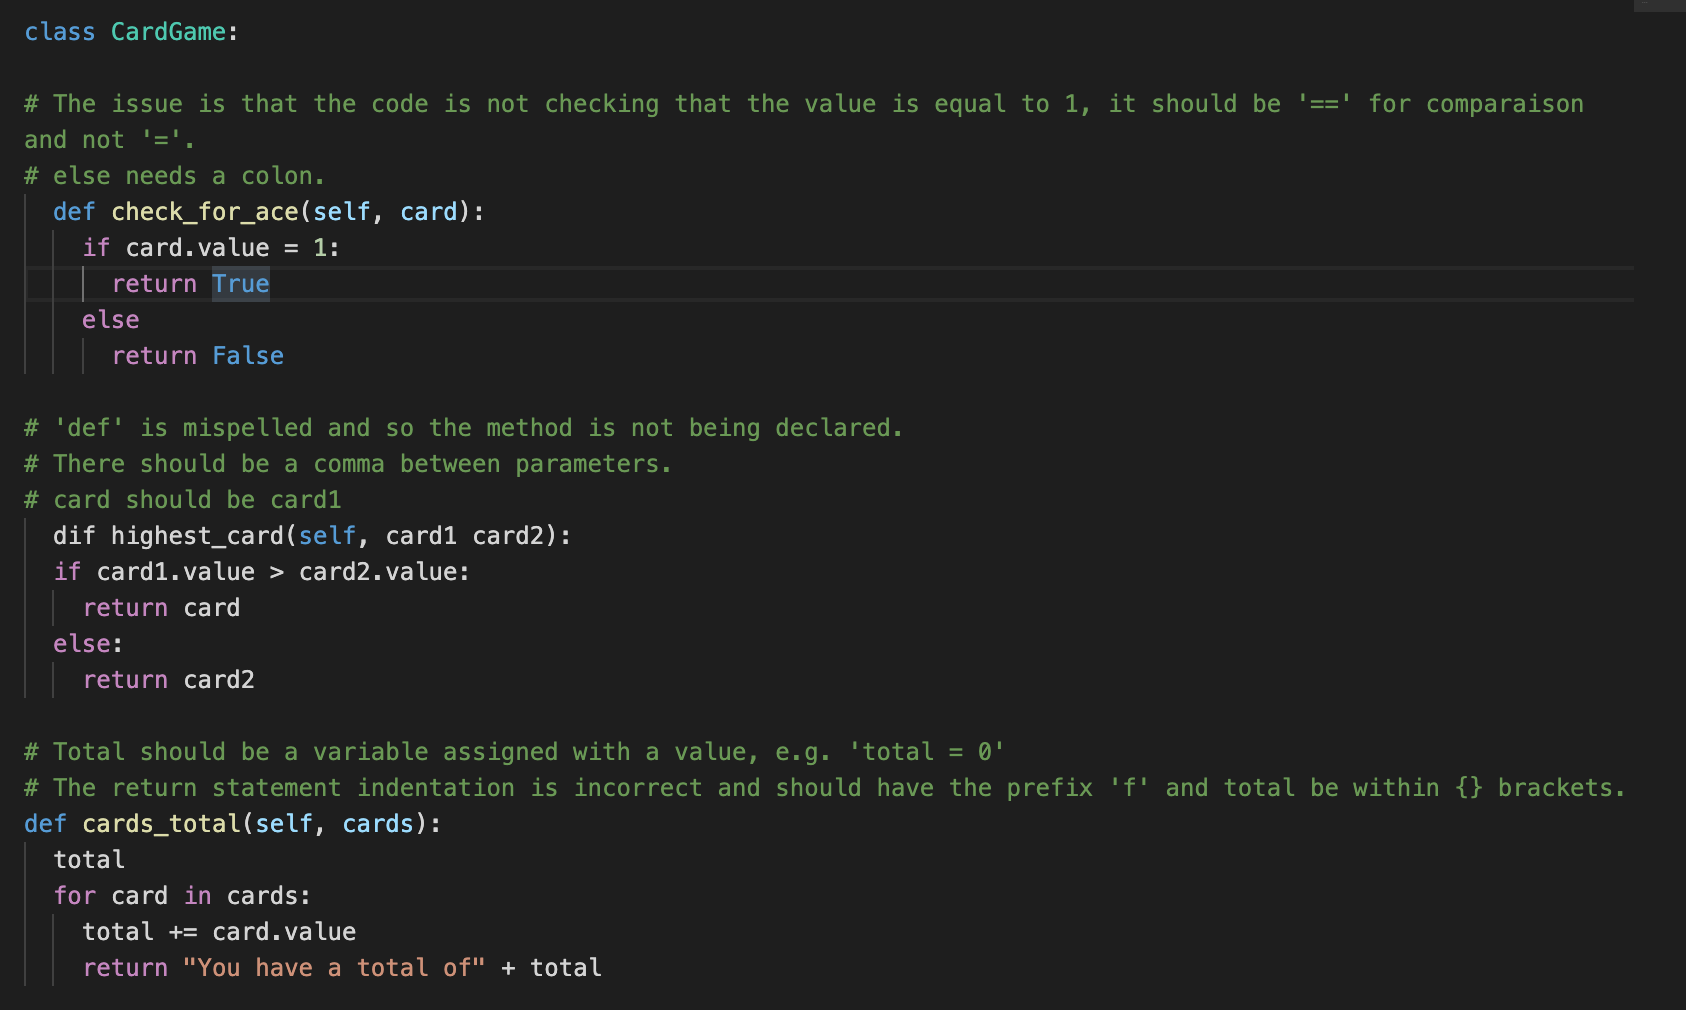 class CardGame:
# The issue is that the code is not checking that the value is equal to 1, it should be '==' for comparaison
and not '='.
# else needs a colon.
def check_for_ace(self, card):
if card.value = 1:
return True
else
return False
# 'def' is mispelled and so the method is not being declared.
# There should be a comma between parameters.
# card should be card1
dif highest_card(self, card1 card2):
if card1.value > card2.value:
return card
else:
return card2
# Total should be a variable assigned with a value, e.g. 'total = 0'
# The return statement indentation is incorrect and should have the prefix 'f' and total be within {} brackets.
def cards_total(self, cards):
total
for card in cards:
total += card.value
return "You have a total of" + total